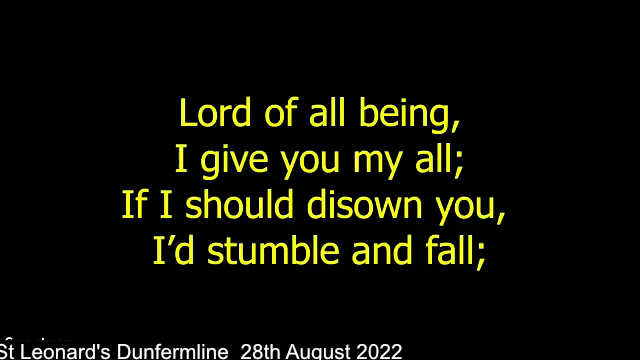 Lord of all being,
I give you my all;
If I should disown you,
I’d stumble and fall;
St Leonard's Dunfermline 28th August 2022